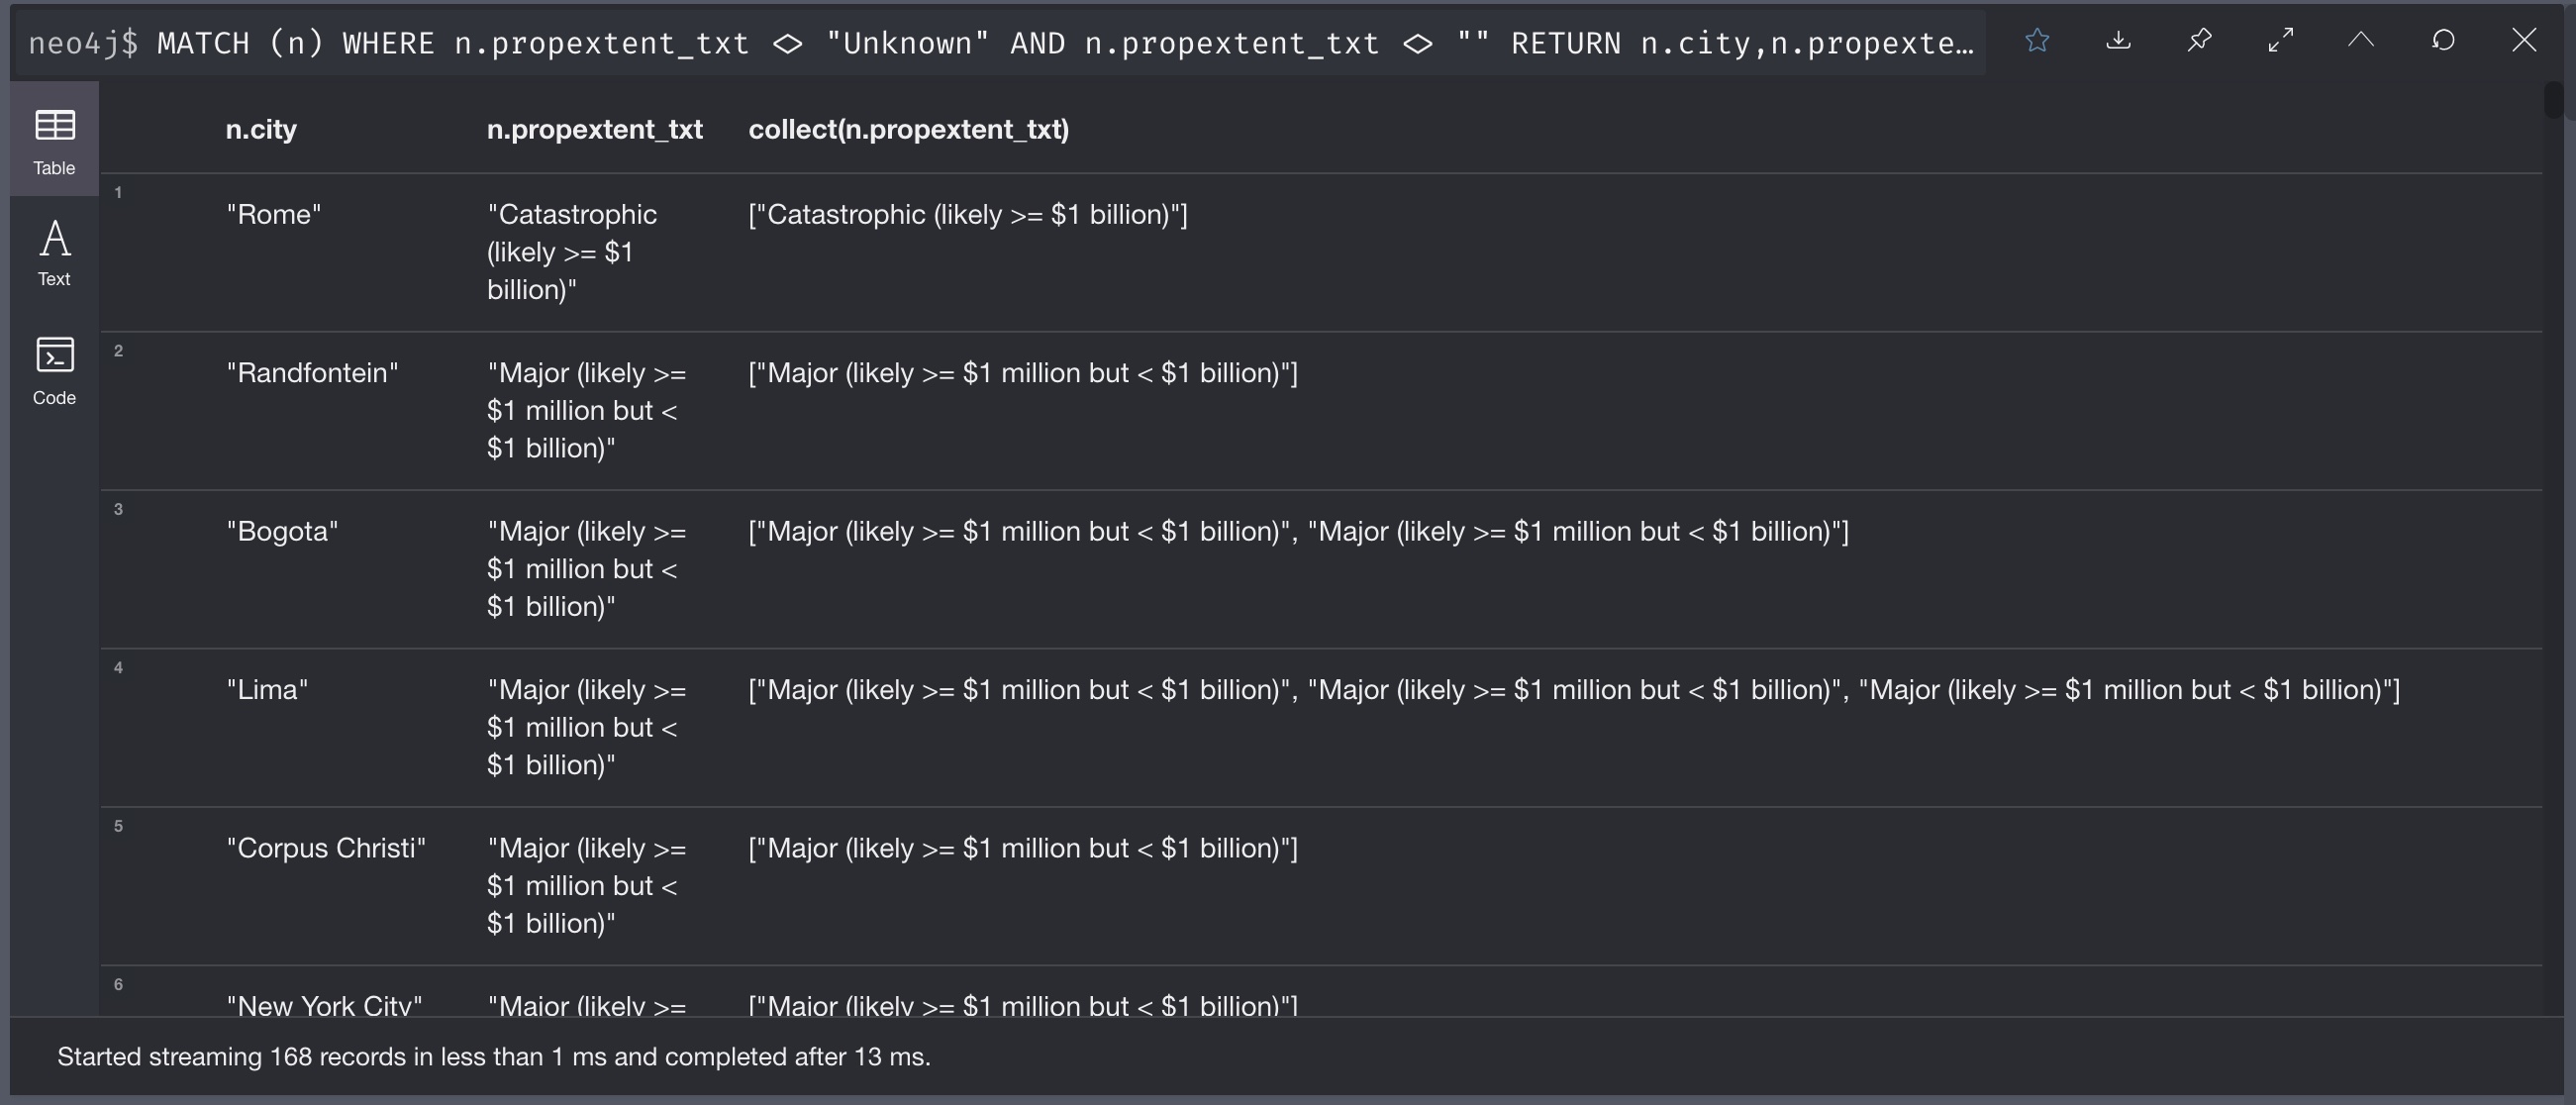 neo4j$ MATCH (n) WHERE n.propextent_txt <> "Unknown" AND n.propextent_txt <> "" RETURN n.city,n.propexte…
Table
Text
Code
n.city n.propextent_txt collect(n.propextent_txt)
1
"Rome" "Catastrophic ["Catastrophic (likely >= $1 billion)"]
(likely >= $1
billion)"
2
"Randfontein" "Major (likely >= ["Major (likely >= $1 million but < $1 billion)"]
$1 million but <
$1 billion)"
3
"Bogota" "Major (likely >= ["Major (likely >= $1 million but < $1 billion)", "Major (likely >= $1 million but < $1 billion)"]
$1 million but <
$1 billion)"
4
"Lima" "Major (likely >= ["Major (likely >= $1 million but < $1 billion)", "Major (likely >= $1 million but < $1 billion)", "Major (likely >= $1 million but < $1 billion)"]
$1 million but <
$1 billion)"
5
"Corpus Christi" "Major (likely >= ["Major (likely >= $1 million but < $1 billion)"]
$1 million but <
$1 billion)"
6
"New York City" "Major (likely >= ["Major (likely >= $1 million but < $1 billion)"]
Started streaming 168 records in less than 1 ms and completed after 13 ms.